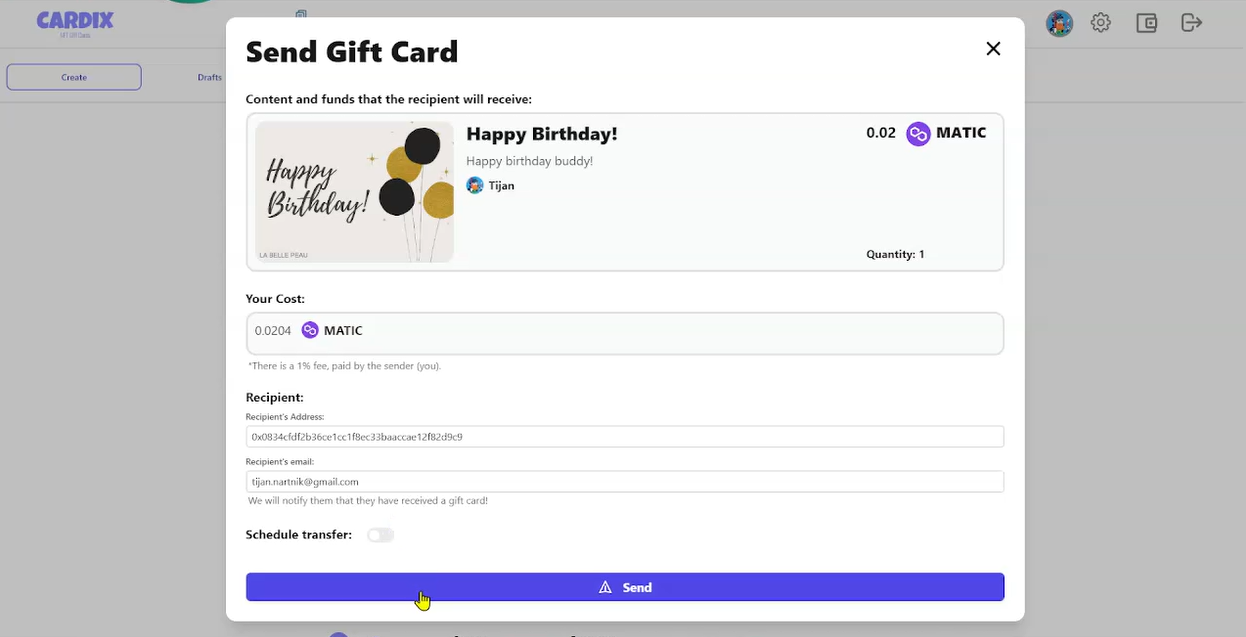 CARDIX
Create
Drafts
Send Gift Card
Content and funds that the recipient will receive:
Happy
Birthday!
LA BELLE PEAU
Happy Birthday!
Happy birthday buddy!
Tijan
0.02 MATIC
Quantity: 1
Your Cost:
0.0204 MATIC
*There is a 1% fee, paid by the sender (you).
Recipient:
Recipient's Address:
0x0834cfdf2b36ce1cc1f8ec33baaccae12f82d9c9
Recipient's email:
tijan.nartnik@gmail.com
We will notify them that they have received a gift card!
Schedule transfer:
Send